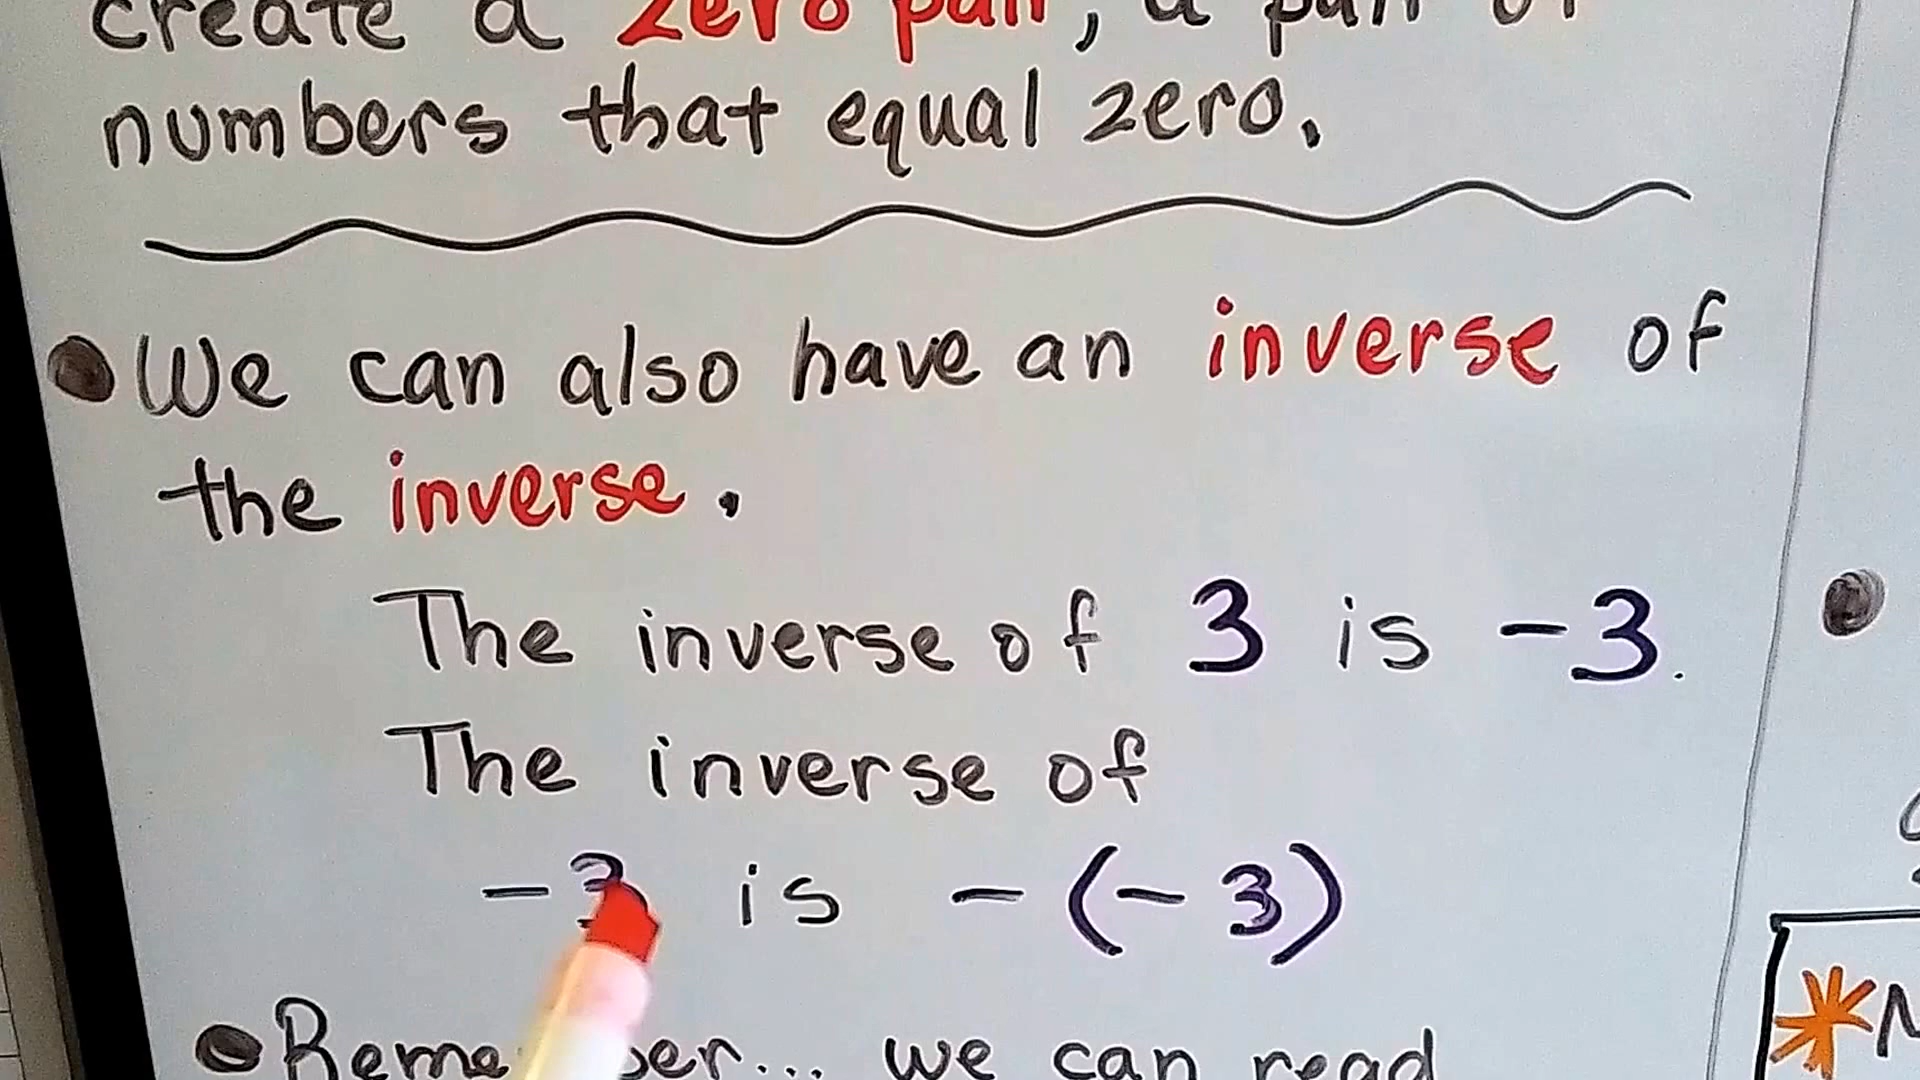 create a zero pair, a pair of
numbers that equal zero.
We can also have an inverse of
the inverse.
The inverse of 3 is -3.
The inverse of
-3 is -(-3)
Remember... we can read